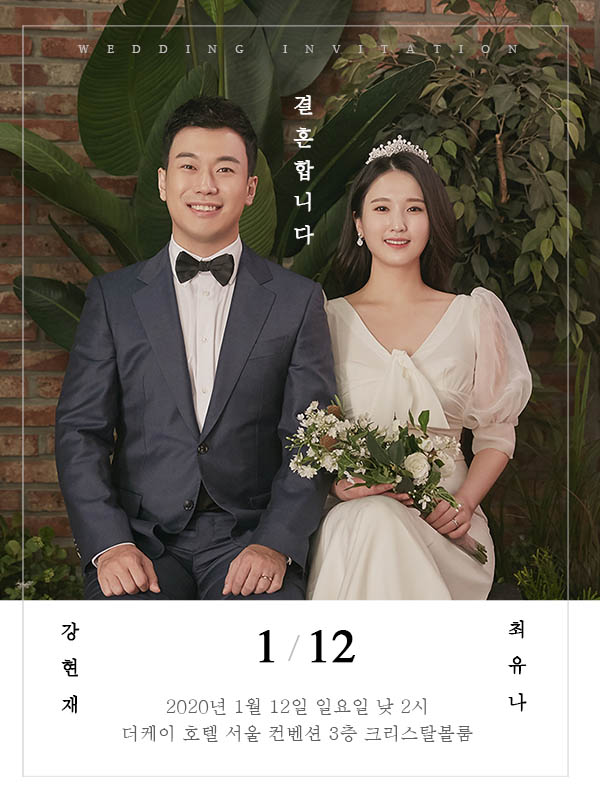 WEDDING INVITATION
결혼합니다
강현재
1 / 12
최유나
2020년 1월 12일 일요일 낮 2시
더케이 호텔 서울 컨벤션 3층 크리스탈볼룸